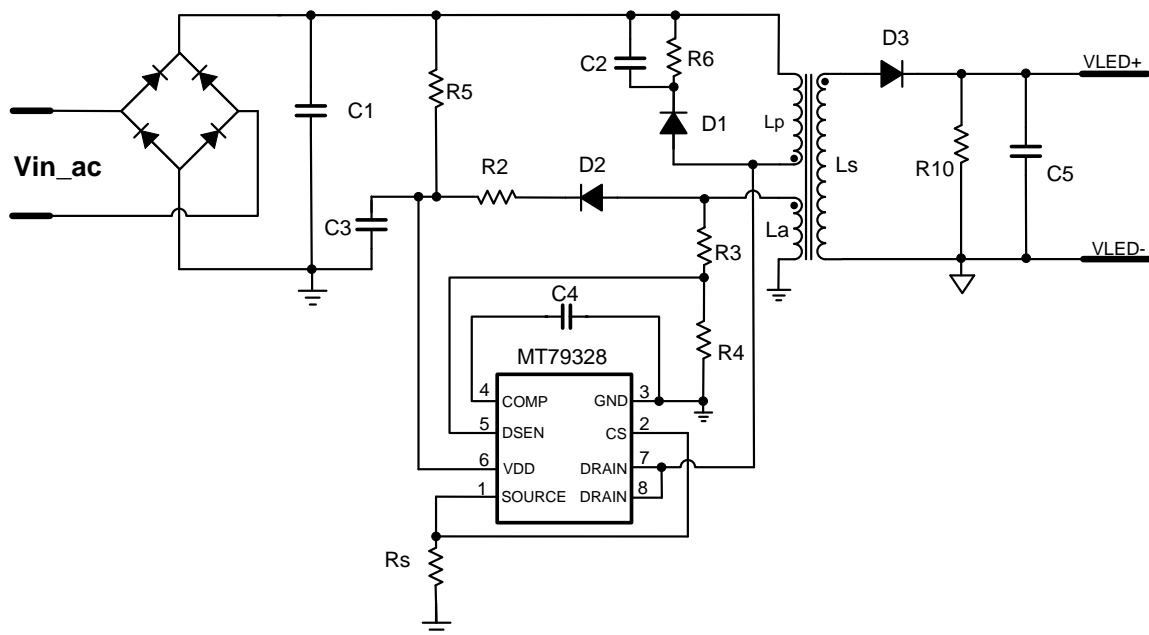 D3
VLED+
C2
R6
R5
C1
D1
Lp
Vin_ac
R2
D2
Ls
R10
C5
C3
La
R3
VLED-
C4
R4
MT79328
4
COMP
GND
3
5
DSEN
CS
2
6
VDD
DRAIN
7
1
SOURCE
DRAIN
8
Rs